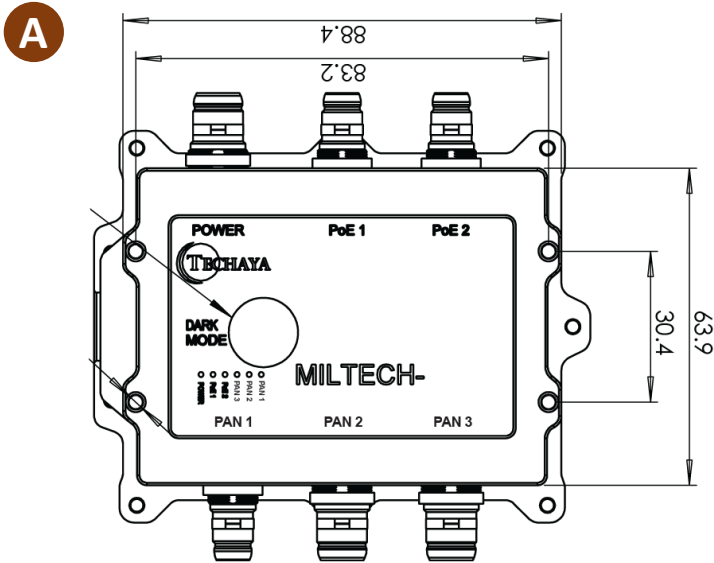 A
88.4
83.2
POWER
PoE 1
PoE 2
TECHAYA
DARK
MODE
63.9
30.4
MILTECH-
POWER
PoE 1
PoE 2
PAN 3
PAN 2
PAN 1
PAN 1
PAN 2
PAN 3